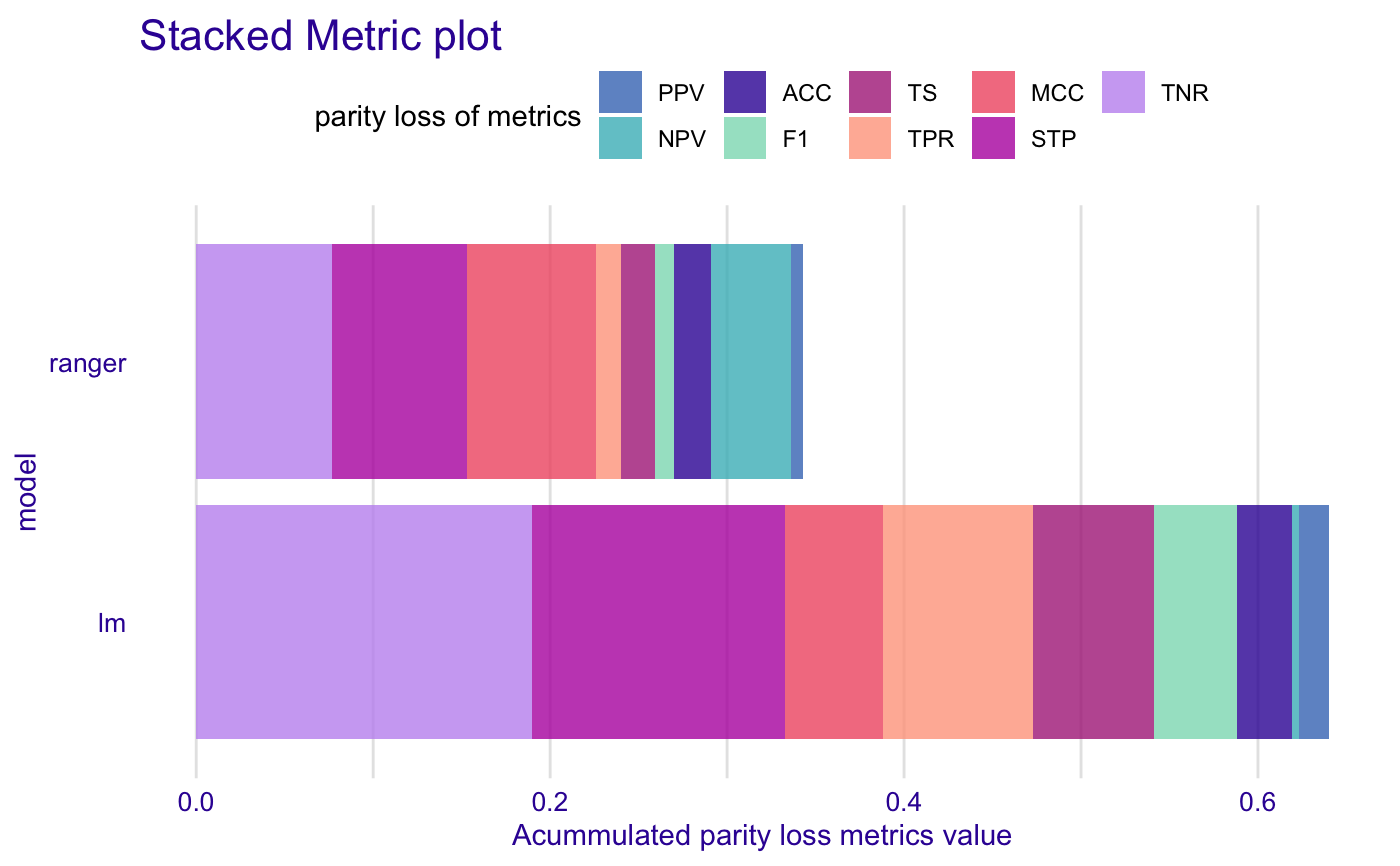 Stacked Metric plot
parity loss of metrics
PPV ACC TS MCC TNR
NPV F1 TPR STP
ranger
model
lm
0.0 0.2 0.4 0.6
Acummulated parity loss metrics value